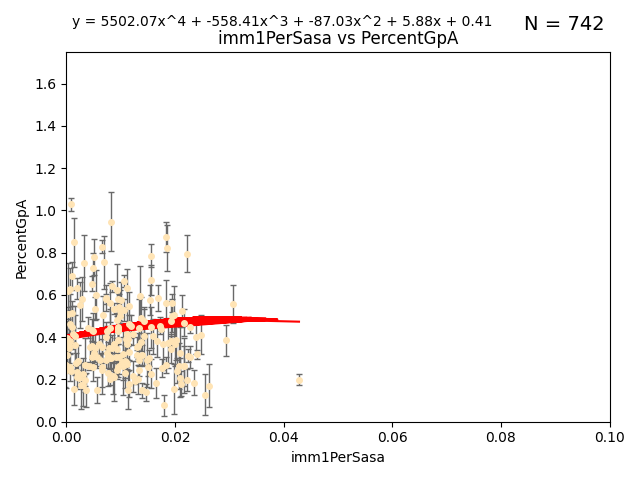 y = 5502.07x^4 + -558.41x^3 + -87.03x^2 + 5.88x + 0.41
N = 742
imm1PerSasa vs PercentGpA
1.6
1.4
1.2
1.0
0.8
0.6
0.4
0.2
0.0
PercentGpA
0.00 0.02 0.04 0.06 0.08 0.10
imm1PerSasa